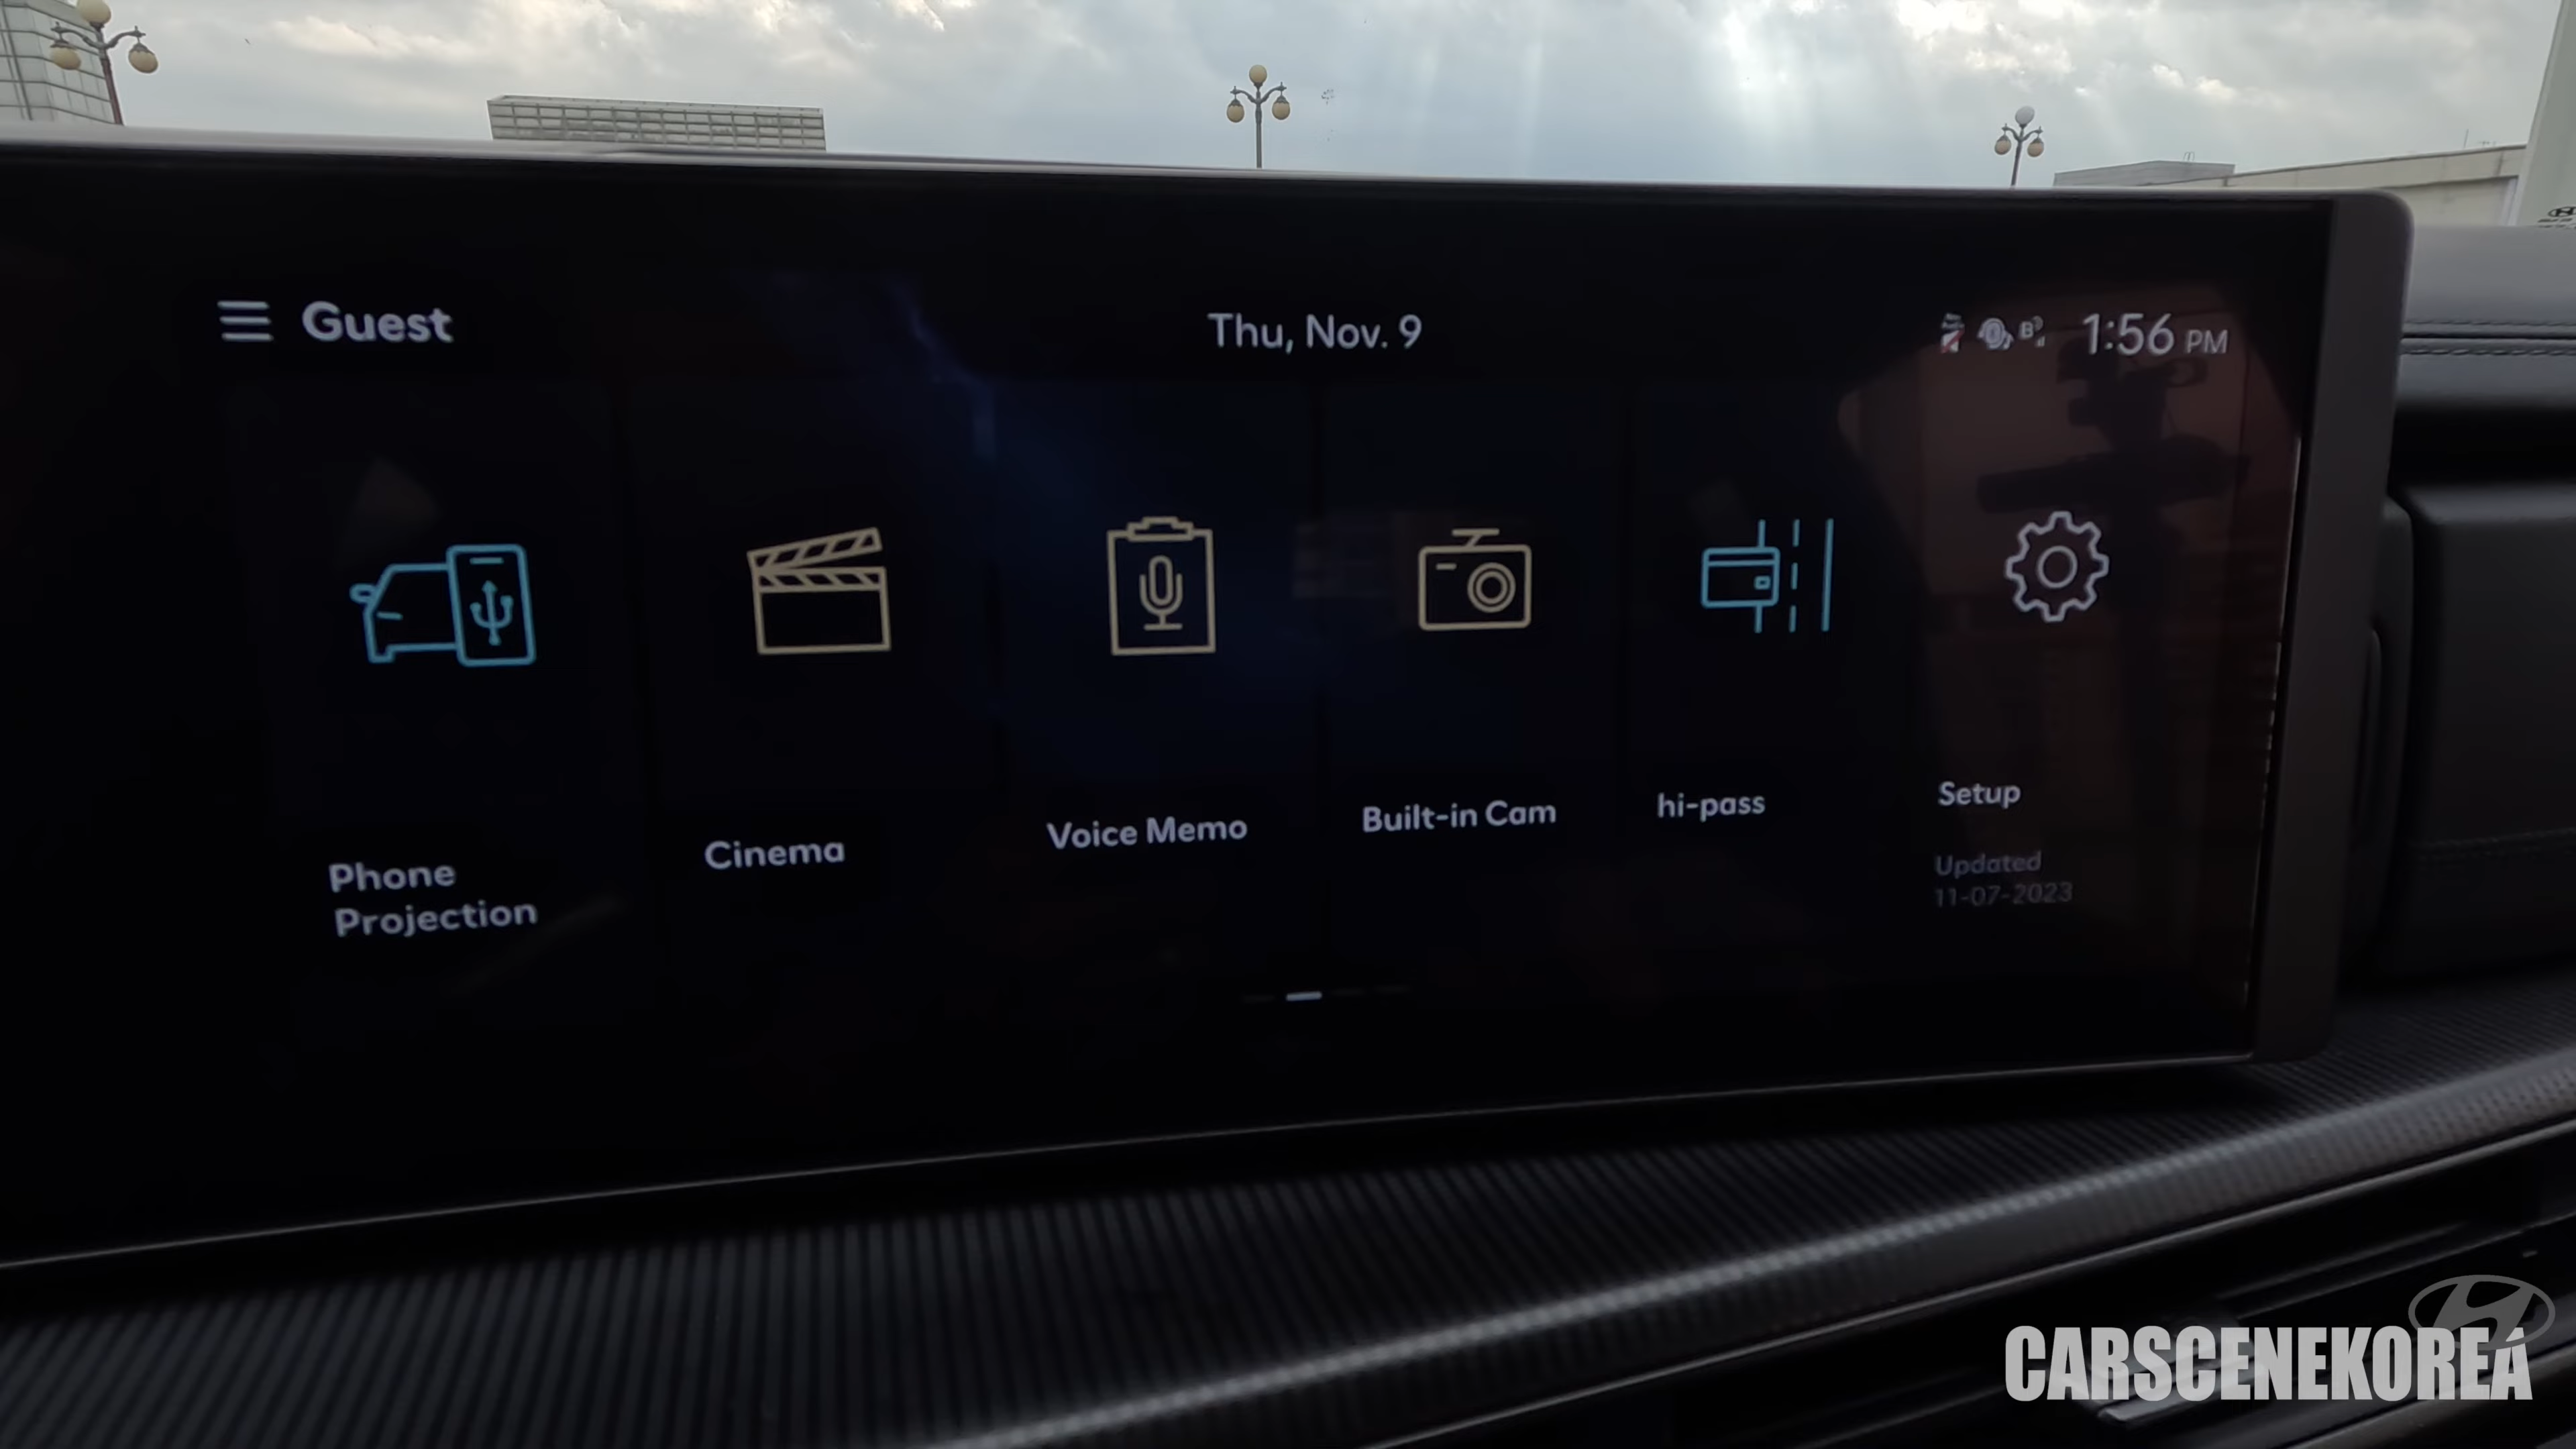 Guest
Thu, Nov. 9
1:56 PM
Phone
Projection
Cinema
Voice Memo
Built-in Cam
hi-pass
Setup
Updated
11-07-2023
CARSCENEKOREA